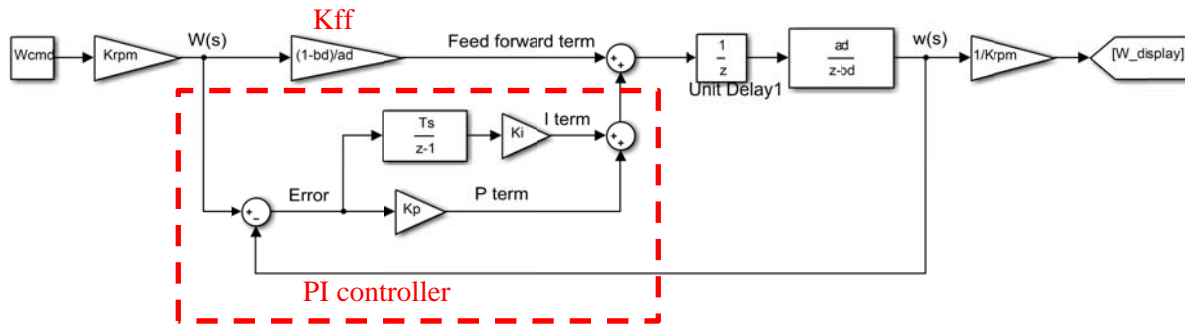 Kff
Wcmd
Krpm
W(s)
(1-bd)/ad
Feed forward term
+
+
1
z
Unit Delay1
ad
z-bd
w(s)
1/Krpm
[W_display]
Ts
z-1
Ki
I term
+
+
Error
+
−
Kp
P term
PI controller